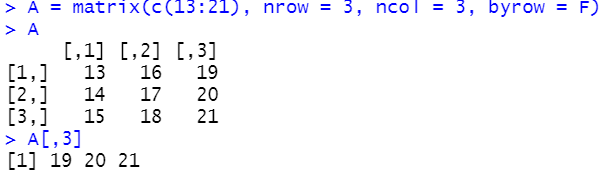 > A = matrix(c(13:21), nrow = 3, ncol = 3, byrow = F)
> A
     [,1] [,2] [,3]
[1,]   13   16   19
[2,]   14   17   20
[3,]   15   18   21
> A[,3]
[1] 19 20 21